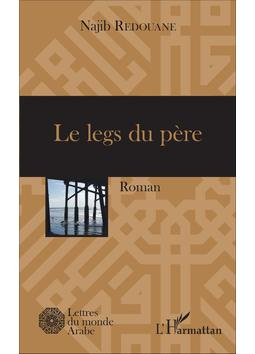 Najib REDOUANE
Le legs du père
Roman
Lettres
du monde
Arabe
L'Harmattan